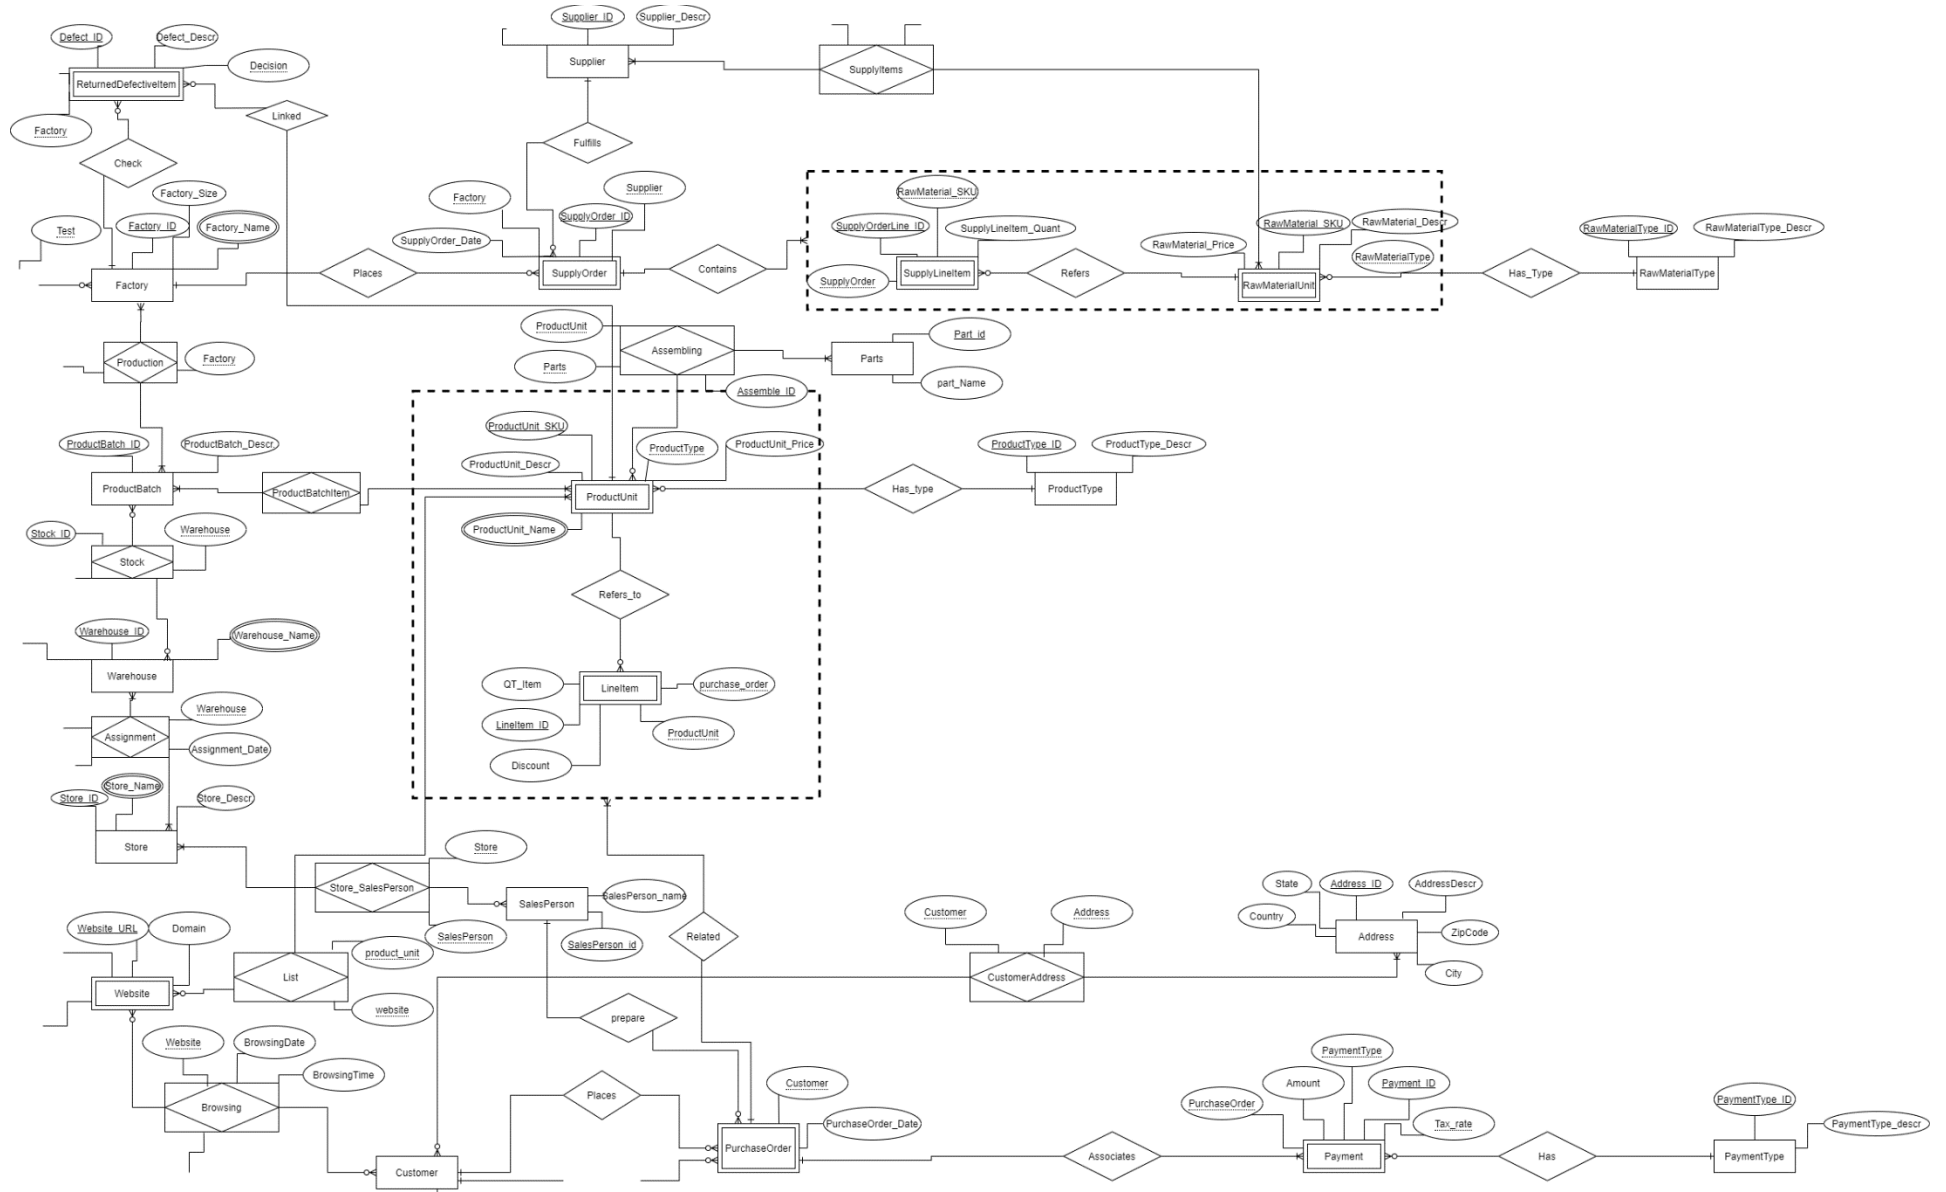 Supplier_ID
Supplier_Descr
Defect_ID
Defect_Descr
Decision
Supplier
SupplyItems
ReturnedDefectiveItem
Linked
Factory
Fulfills
Check
Factory_Size
Factory
Supplier
RawMaterial_SKU
Test
Factory_ID
Factory_Name
SupplyOrder_ID
SupplyOrder_Date
SupplyOrderLine_ID
SupplyLineItem_Quant
RawMaterial_SKU
RawMaterial_Descr
RawMaterial_Price
RawMaterialType
RawMaterialType_ID
RawMaterialType_Descr
Factory
Places
SupplyOrder
Contains
SupplyOrder
SupplyLineItem
Refers
RawMaterialUnit
Has_Type
RawMaterialType
ProductUnit
Part_id
Production
Factory
Assembling
Parts
Parts
part_Name
Assemble_ID
ProductUnit_SKU
ProductBatch_ID
ProductBatch_Descr
ProductUnit_Descr
ProductType
ProductUnit_Price
ProductType_ID
ProductType_Descr
ProductBatch
ProductBatchItem
ProductUnit
Has_type
ProductType
Stock_ID
Warehouse
ProductUnit_Name
Stock
Refers_to
Warehouse_ID
Warehouse_Name
Warehouse
QT_Item
LineItem
purchase_order
Warehouse
LineItem_ID
ProductUnit
Assignment
Assignment_Date
Discount
Store_Name
Store_ID
Store_Descr
Store
Store
Store_SalesPerson
SalesPerson
SalesPerson_name
State
Address_ID
AddressDescr
Customer
Address
Country
Website_URL
Domain
SalesPerson
SalesPerson_id
Related
Address
ZipCode
product_unit
List
CustomerAddress
City
Website
website
prepare
Website
BrowsingDate
BrowsingTime
PaymentType
Places
Customer
Amount
Payment_ID
Browsing
PurchaseOrder
PaymentType_ID
PurchaseOrder_Date
Tax_rate
PaymentType_descr
PurchaseOrder
Associates
Payment
Has
PaymentType
Customer